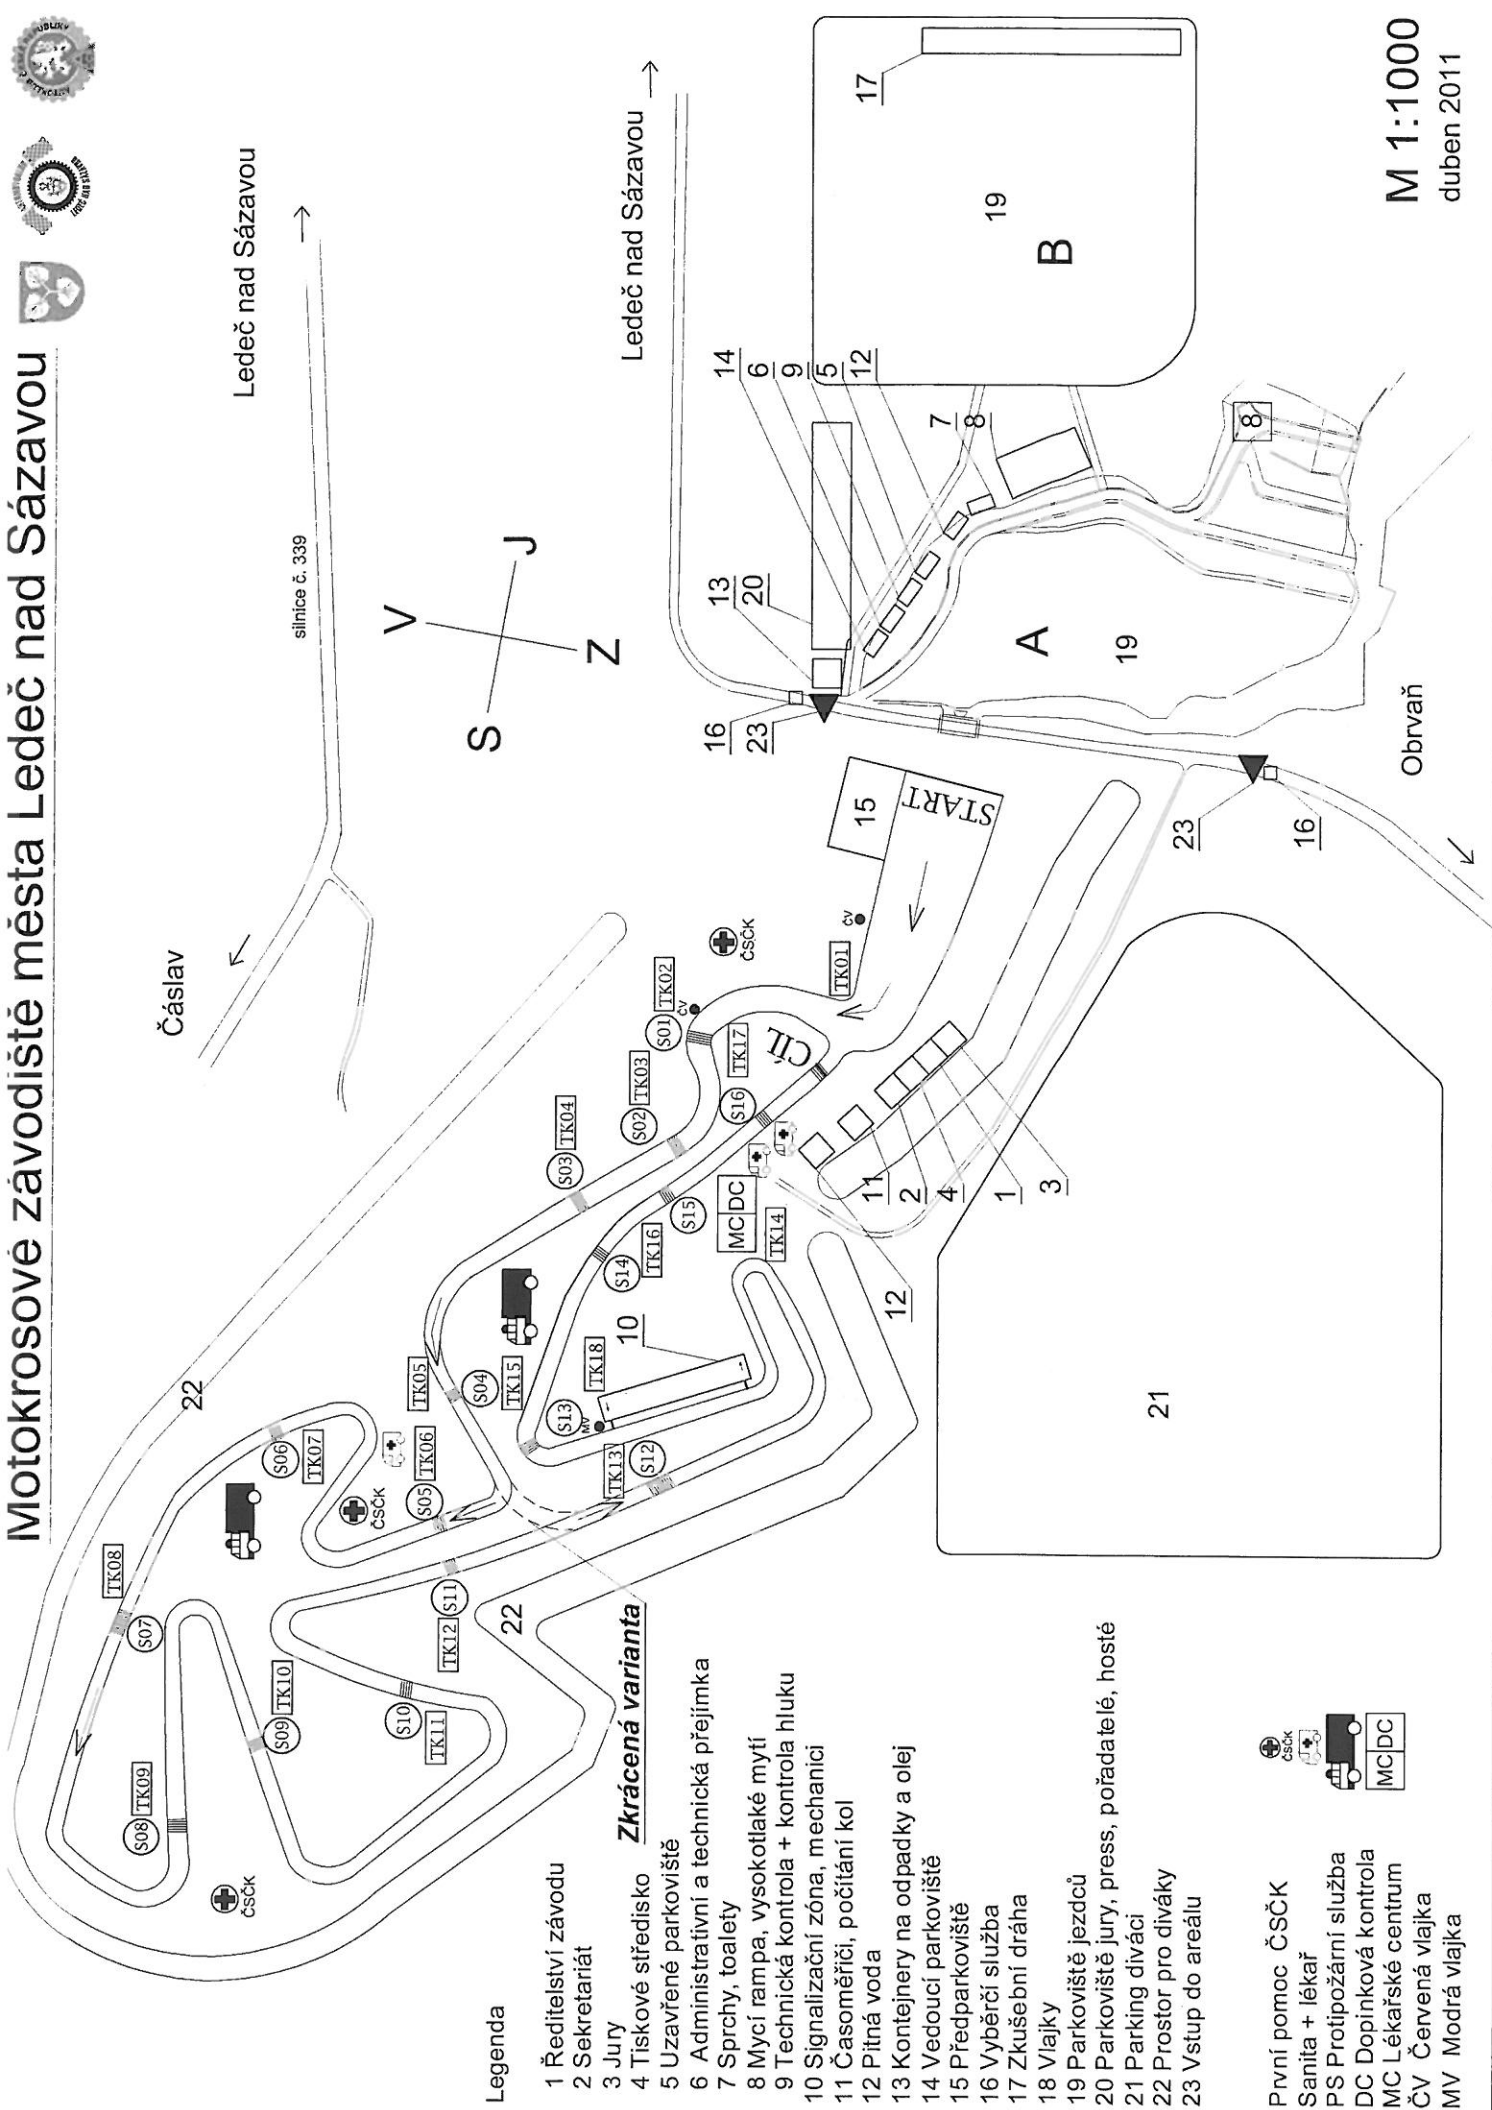 Motokrosové závodiště města Ledeč nad Sázavou
Ledeč nad Sázavou
silnice č. 339
Čáslav
V
J
S
Z
Ledeč nad Sázavou
17
19
B
M 1:1000
duben 2011
14
6
9
5
12
7
8
8
13
20
16
23
A
19
Obrvaň
23
16
15
START
ČV
TK01
ČSČK
TK02
ČV
S01
TK17
CÍL
TK03
S02
S16
TK04
S03
S15
TK16
S14
MC DC
TK14
11
2
4
1
3
12
21
22
TK05
S04
TK15
TK18
10
S13
MV
TK13
S12
S06
TK07
TK06
S05
ČSČK
TK08
S07
S11
TK12
22
TK10
S09
S10
TK11
TK09
S08
ČSČK
Zkrácená varianta
Legenda
1 Ředitelství závodu
2 Sekretariát
3 Jury
4 Tiskové středisko
5 Uzavřené parkoviště
6 Administrativní a technická přejímka
7 Sprchy, toalety
8 Mycí rampa, vysokotlaké mytí
9 Technická kontrola + kontrola hluku
10 Signalizační zóna, mechanici
11 Časoměřiči, počítání kol
12 Pitná voda
13 Kontejnery na odpadky a olej
14 Vedoucí parkoviště
15 Předparkoviště
16 Vyběrčí služba
17 Zkušební dráha
18 Vlajky
19 Parkoviště jezdců
20 Parkoviště jury, press, pořadatelé, hosté
21 Parking diváci
22 Prostor pro diváky
23 Vstup do areálu
První pomoc ČSČK
ČSČK
Sanita + lékař
PS Protipožární služba
DC Doplnková kontrola
MC Lékařské centrum
MC DC
ČV Červená vlajka
MV Modrá vlajka